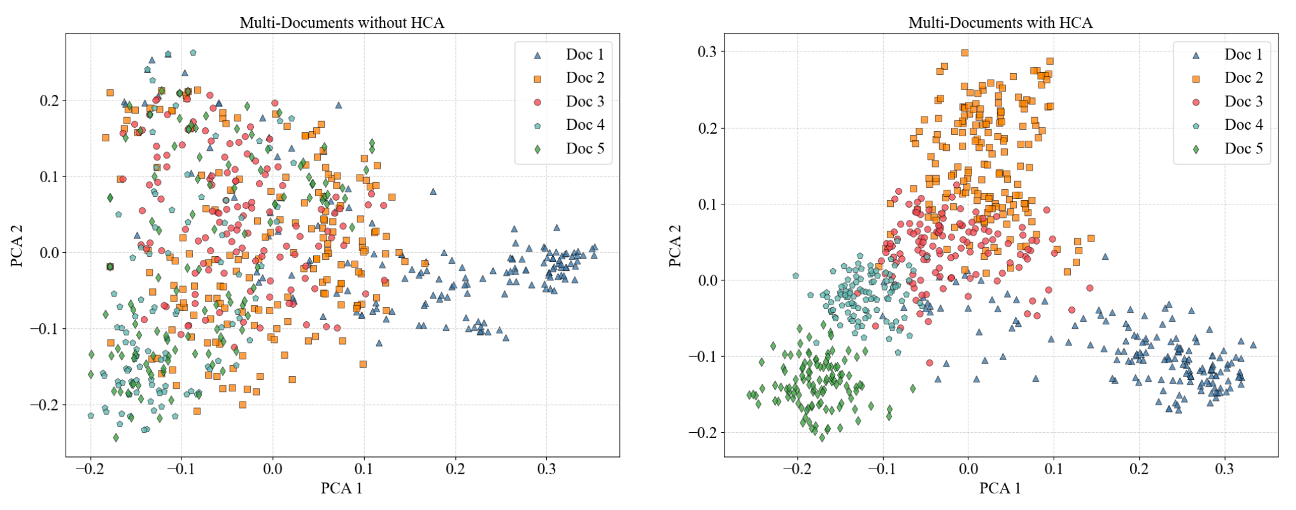 Multi-Documents without HCA
Doc 1
Doc 2
Doc 3
Doc 4
Doc 5
0.2
0.1
0.0
−0.1
−0.2
PCA 2
−0.2
−0.1
0.0
0.1
0.2
0.3
PCA 1
Multi-Documents with HCA
Doc 1
Doc 2
Doc 3
Doc 4
Doc 5
0.3
0.2
0.1
0.0
−0.1
−0.2
PCA 2
−0.2
−0.1
0.0
0.1
0.2
0.3
PCA 1